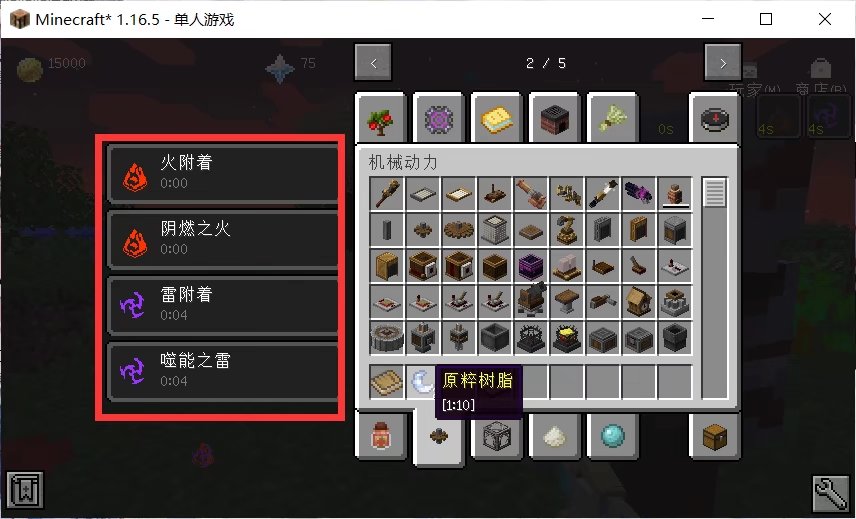 Minecraft* 1.16.5 - 单人游戏
15000
75
<
2 / 5
>
玩家(M)
商店(B)
0s
4s
4s
机械动力
火附着
0:00
阴燃之火
0:00
雷附着
0:04
噬能之雷
0:04
原粹树脂
[1:10]